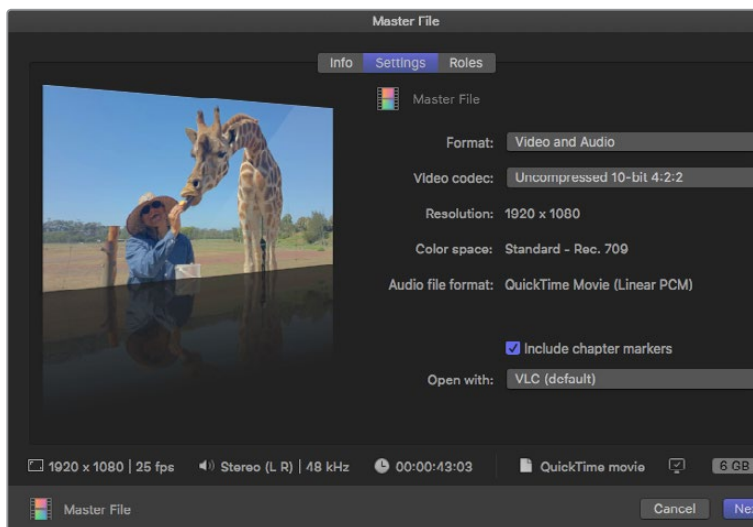 Master File
Info Settings Roles
Master File
Format: Video and Audio
Video codec: Uncompressed 10-bit 4:2:2
Resolution: 1920 x 1080
Color space: Standard - Rec. 709
Audio file format: QuickTime Movie (Linear PCM)
Include chapter markers
Open with: VLC (default)
1920 x 1080 | 25 fps Stereo (L R) | 48 kHz 00:00:43:03 QuickTime movie 6 GB
Master File Cancel Ne